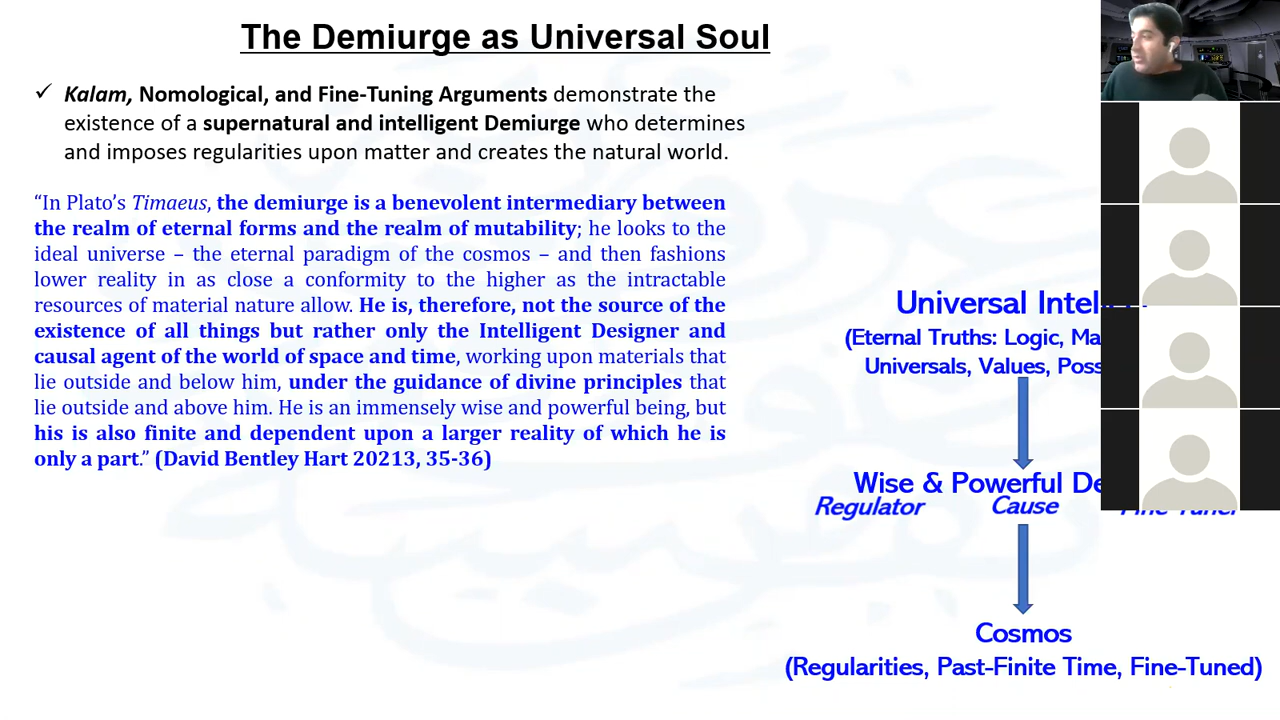 The Demiurge as Universal Soul
✓ Kalam, Nomological, and Fine-Tuning Arguments demonstrate the
existence of a supernatural and intelligent Demiurge who determines
and imposes regularities upon matter and creates the natural world.
“In Plato’s Timaeus, the demiurge is a benevolent intermediary between
the realm of eternal forms and the realm of mutability; he looks to the
ideal universe – the eternal paradigm of the cosmos – and then fashions
lower reality in as close a conformity to the higher as the intractable
resources of material nature allow. He is, therefore, not the source of the
existence of all things but rather only the Intelligent Designer and
causal agent of the world of space and time, working upon materials that
lie outside and below him, under the guidance of divine principles that
lie outside and above him. He is an immensely wise and powerful being, but
his is also finite and dependent upon a larger reality of which he is
only a part.” (David Bentley Hart 20213, 35-36)
Universal
(Eternal Truths: Logic,
Universals, Values,
Wise & Powerful
Regulator Cause
Cosmos
(Regularities, Past-Finite Time, Fine-Tuned)